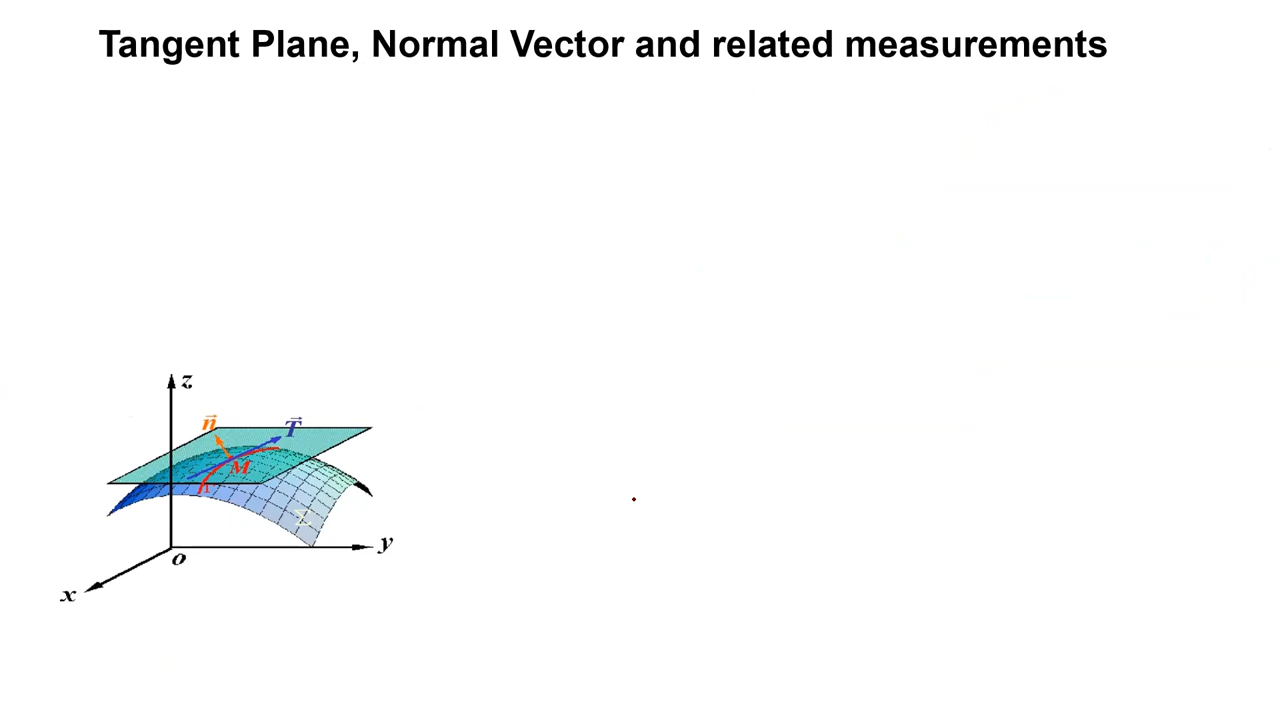 Tangent Plane, Normal Vector and related measurements
z
n⃗
T⃗
M
Λ
Σ
y
o
x